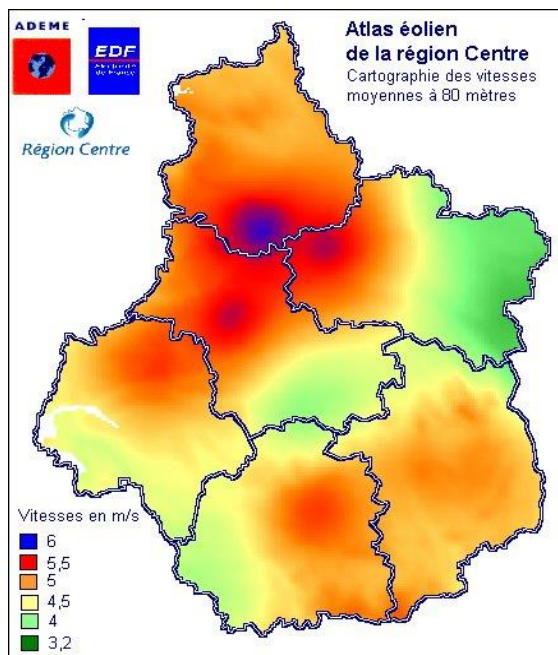 ADEME
EDF
Electricité
de France
Région Centre
Atlas éolien
de la région Centre
Cartographie des vitesses
moyennes à 80 mètres
Vitesses en m/s
6
5,5
5
4,5
4
3,2